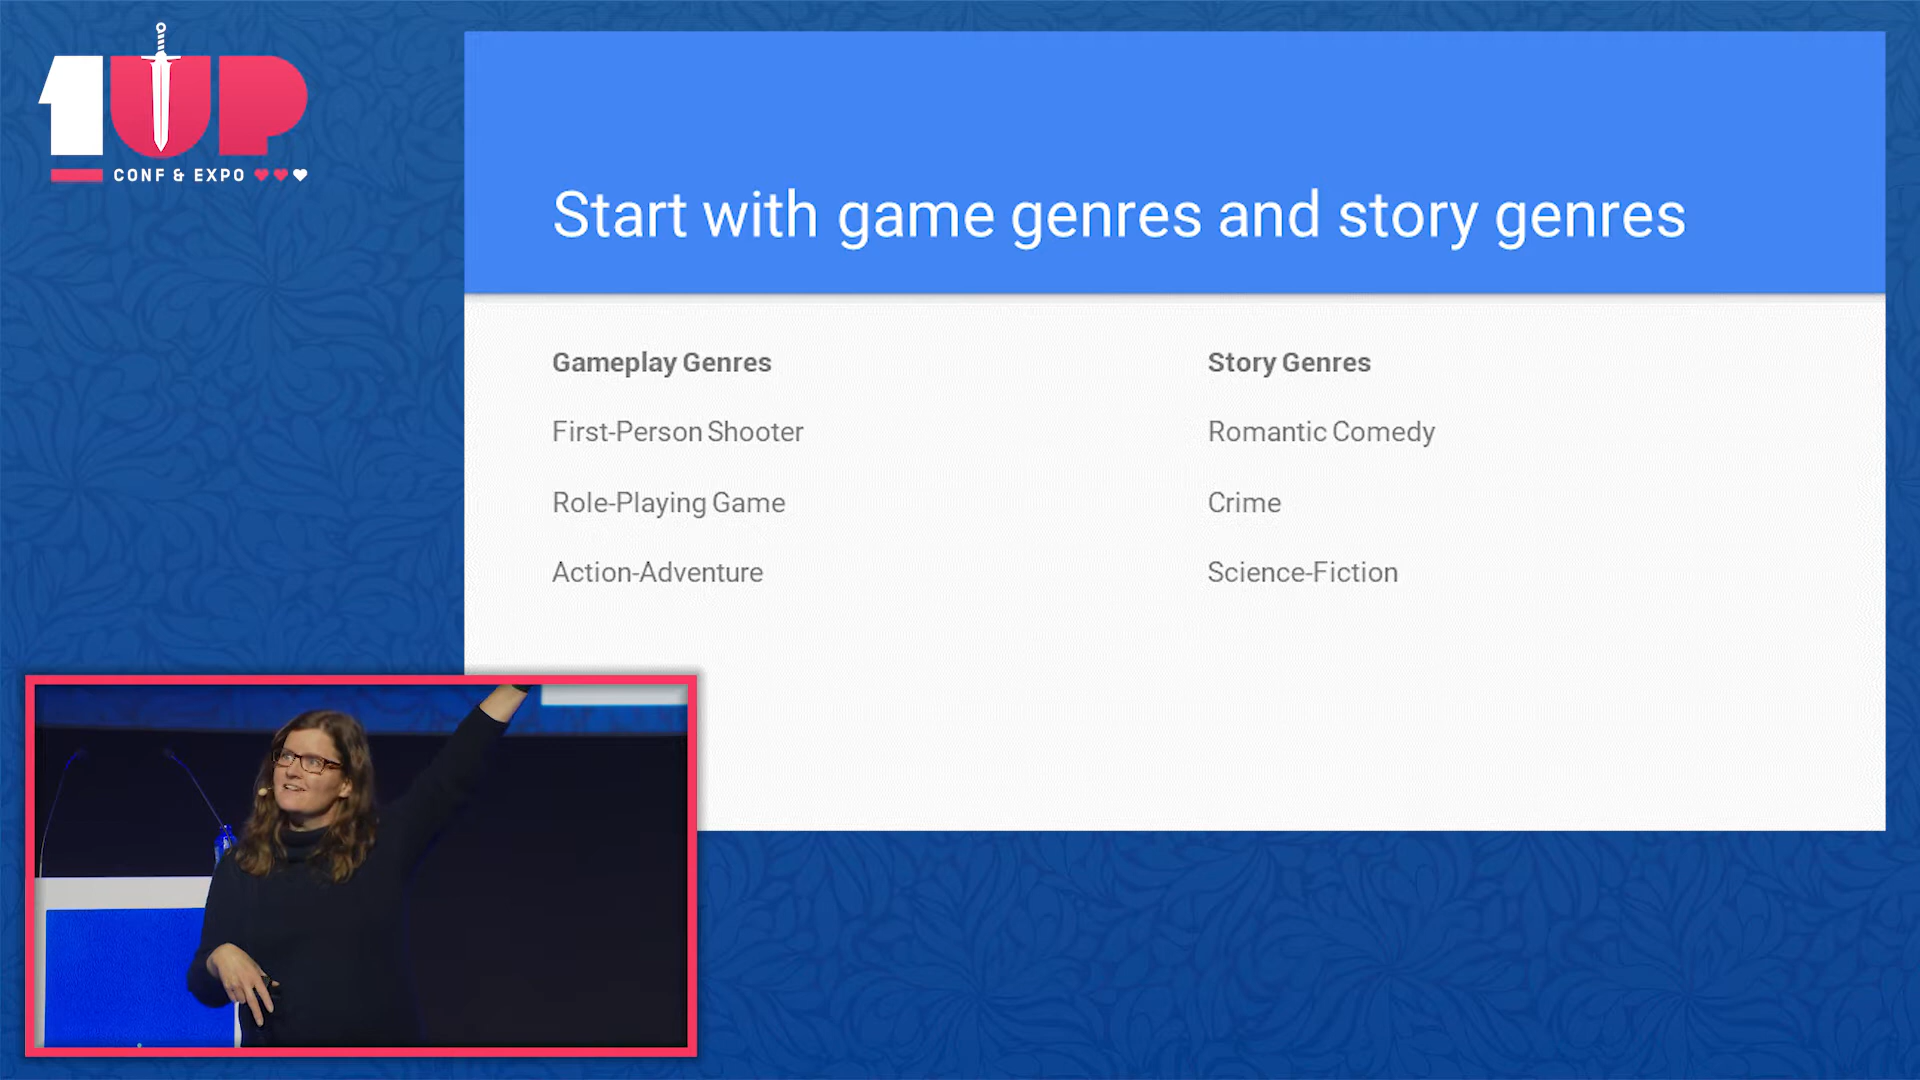 1UP
CONF & EXPO
Start with game genres and story genres
Gameplay Genres
First-Person Shooter
Role-Playing Game
Action-Adventure
Story Genres
Romantic Comedy
Crime
Science-Fiction